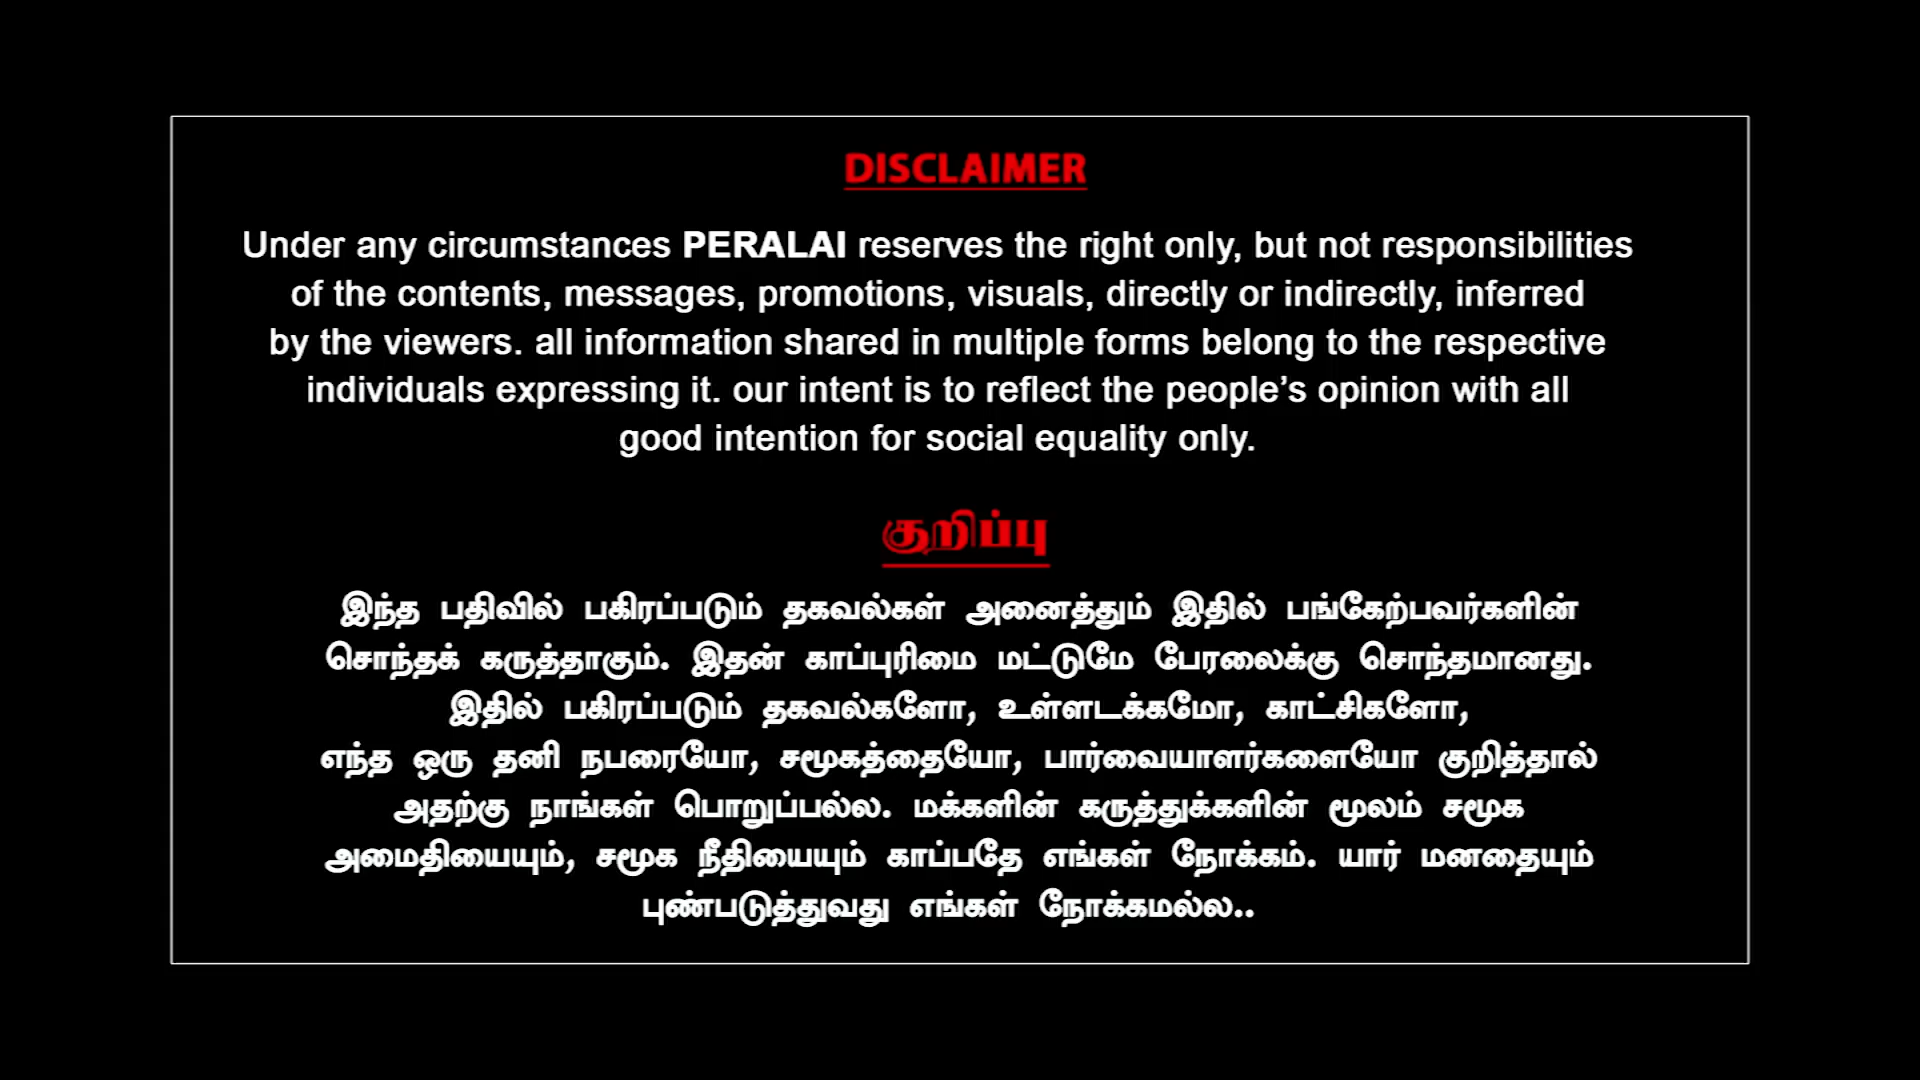 DISCLAIMER
Under any circumstances PERALAI reserves the right only, but not responsibilities
of the contents, messages, promotions, visuals, directly or indirectly, inferred
by the viewers. all information shared in multiple forms belong to the respective
individuals expressing it. our intent is to reflect the people’s opinion with all
good intention for social equality only.
குறிப்பு
இந்த பதிவில் பகிரப்படும் தகவல்கள் அனைத்தும் இதில் பங்கேற்பவர்களின்
சொந்தக் கருத்தாகும். இதன் காப்புரிமை மட்டுமே பேரலைக்கு சொந்தமானது.
இதில் பகிரப்படும் தகவல்களோ, உள்ளடக்கமோ, காட்சிகளோ,
எந்த ஒரு தனி நபரையோ, சமூகத்தையோ, பார்வையாளர்களையோ குறித்தால்
அதற்கு நாங்கள் பொறுப்பல்ல. மக்களின் கருத்துக்களின் மூலம் சமூக
அமைதியையும், சமூக நீதியையும் காப்பதே எங்கள் நோக்கம். யார் மனதையும்
புண்படுத்துவது எங்கள் நோக்கமல்ல..